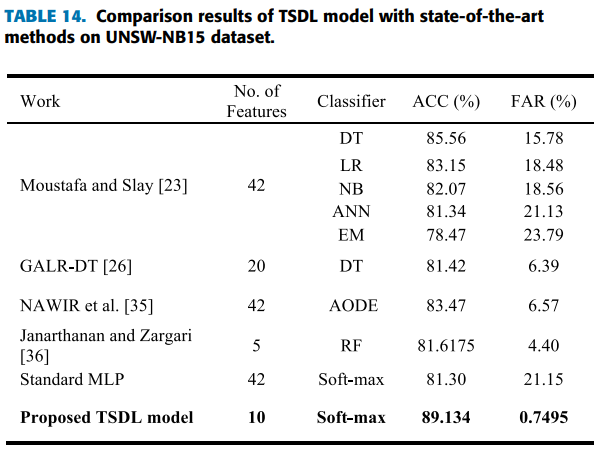 TABLE 14. Comparison results of TSDL model with state-of-the-art
methods on UNSW-NB15 dataset.
Work No. of Features Classifier ACC (%) FAR (%)
DT 85.56 15.78
LR 83.15 18.48
Moustafa and Slay [23] 42 NB 82.07 18.56
ANN 81.34 21.13
EM 78.47 23.79
GALR-DT [26] 20 DT 81.42 6.39
NAWIR et al. [35] 42 AODE 83.47 6.57
Janarthanan and Zargari
[36] 5 RF 81.6175 4.40
Standard MLP 42 Soft-max 81.30 21.15
Proposed TSDL model 10 Soft-max 89.134 0.7495